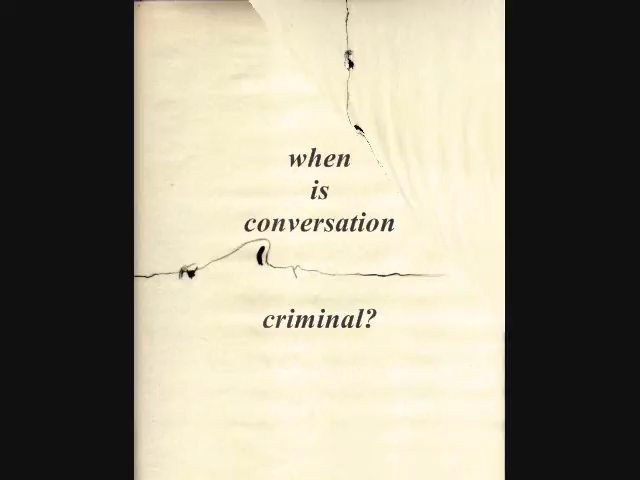 when
is
conversation
criminal?